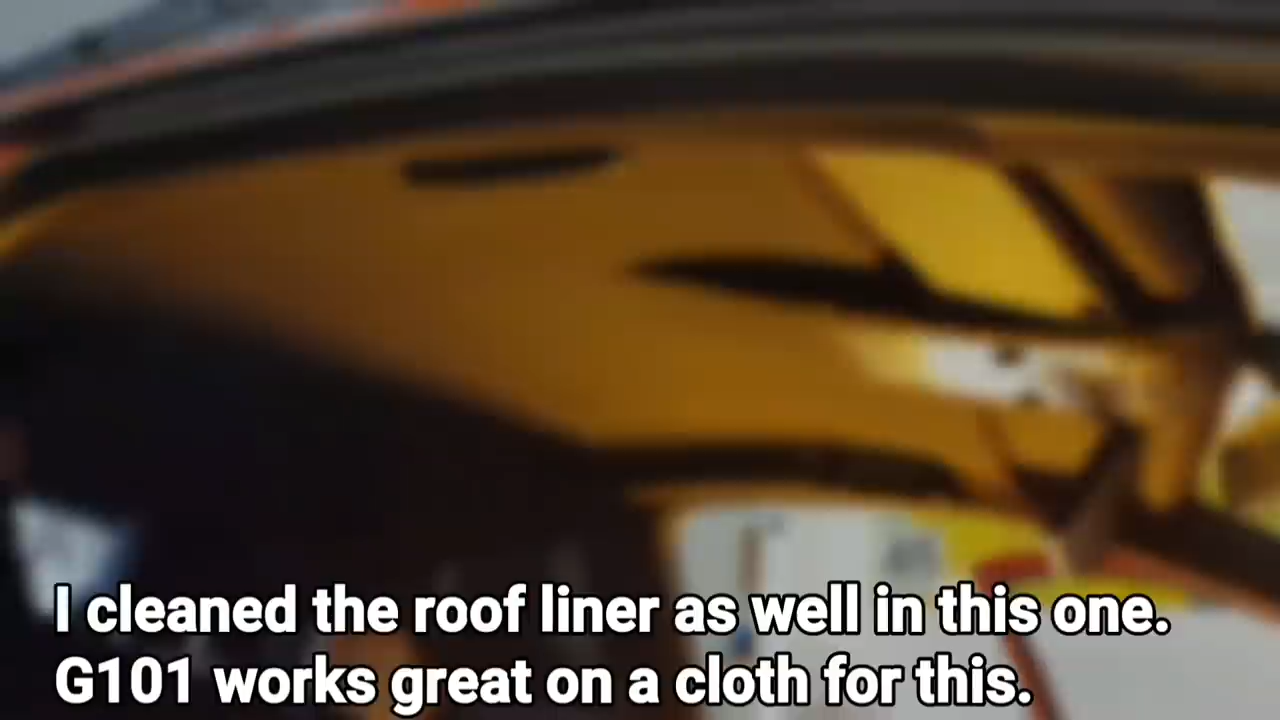 I cleaned the roof liner as well in this one.
G101 works great on a cloth for this.